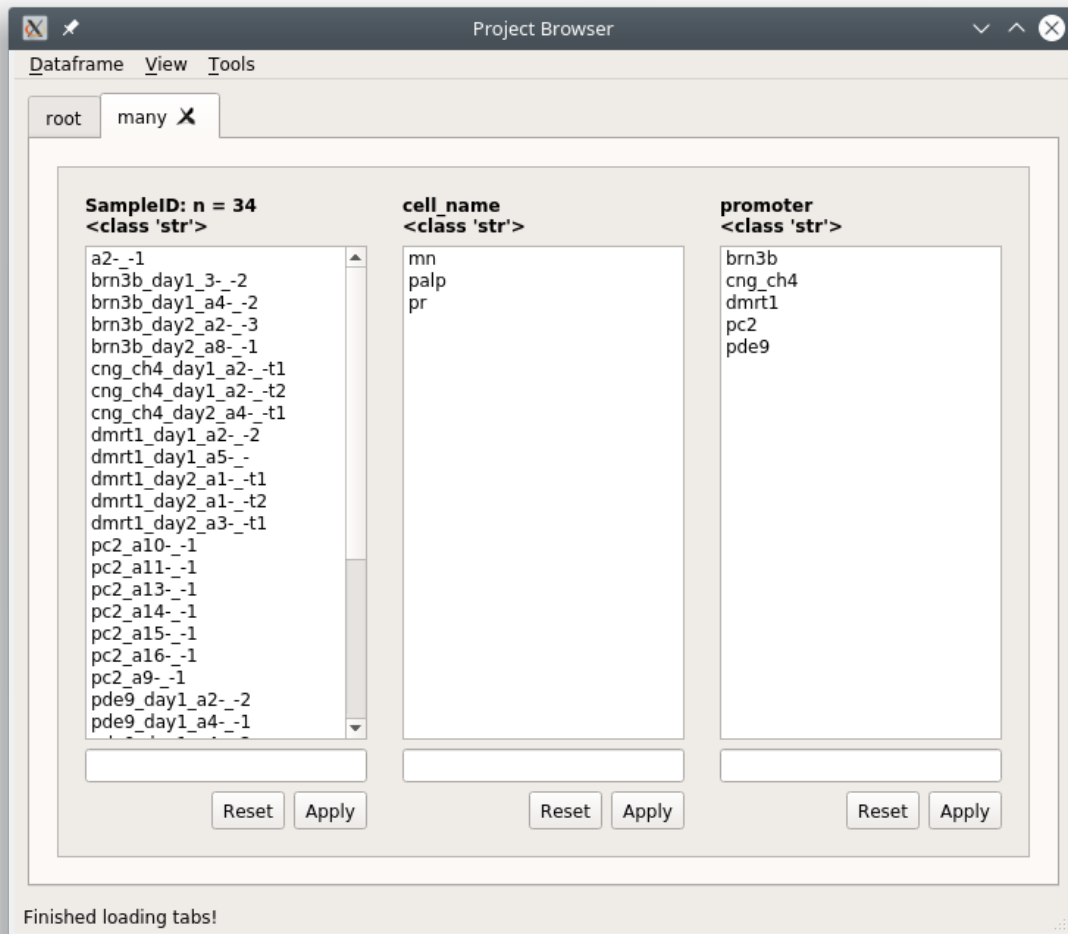 Project Browser
Dataframe View Tools
root many
SampleID: n = 34
<class 'str'>
a2-_-1
brn3b_day1_3-_-2
brn3b_day1_a4-_-2
brn3b_day2_a2-_-3
brn3b_day2_a8-_-1
cng_ch4_day1_a2-_-t1
cng_ch4_day1_a2-_-t2
cng_ch4_day2_a4-_-t1
dmrt1_day1_a2-_-2
dmrt1_day1_a5-_-
dmrt1_day2_a1-_-t1
dmrt1_day2_a1-_-t2
dmrt1_day2_a3-_-t1
pc2_a10-_-1
pc2_a11-_-1
pc2_a13-_-1
pc2_a14-_-1
pc2_a15-_-1
pc2_a16-_-1
pc2_a9-_-1
pde9_day1_a2-_-2
pde9_day1_a4-_-1
Reset Apply
cell_name
<class 'str'>
mn
palp
pr
Reset Apply
promoter
<class 'str'>
brn3b
cng_ch4
dmrt1
pc2
pde9
Reset Apply
Finished loading tabs!